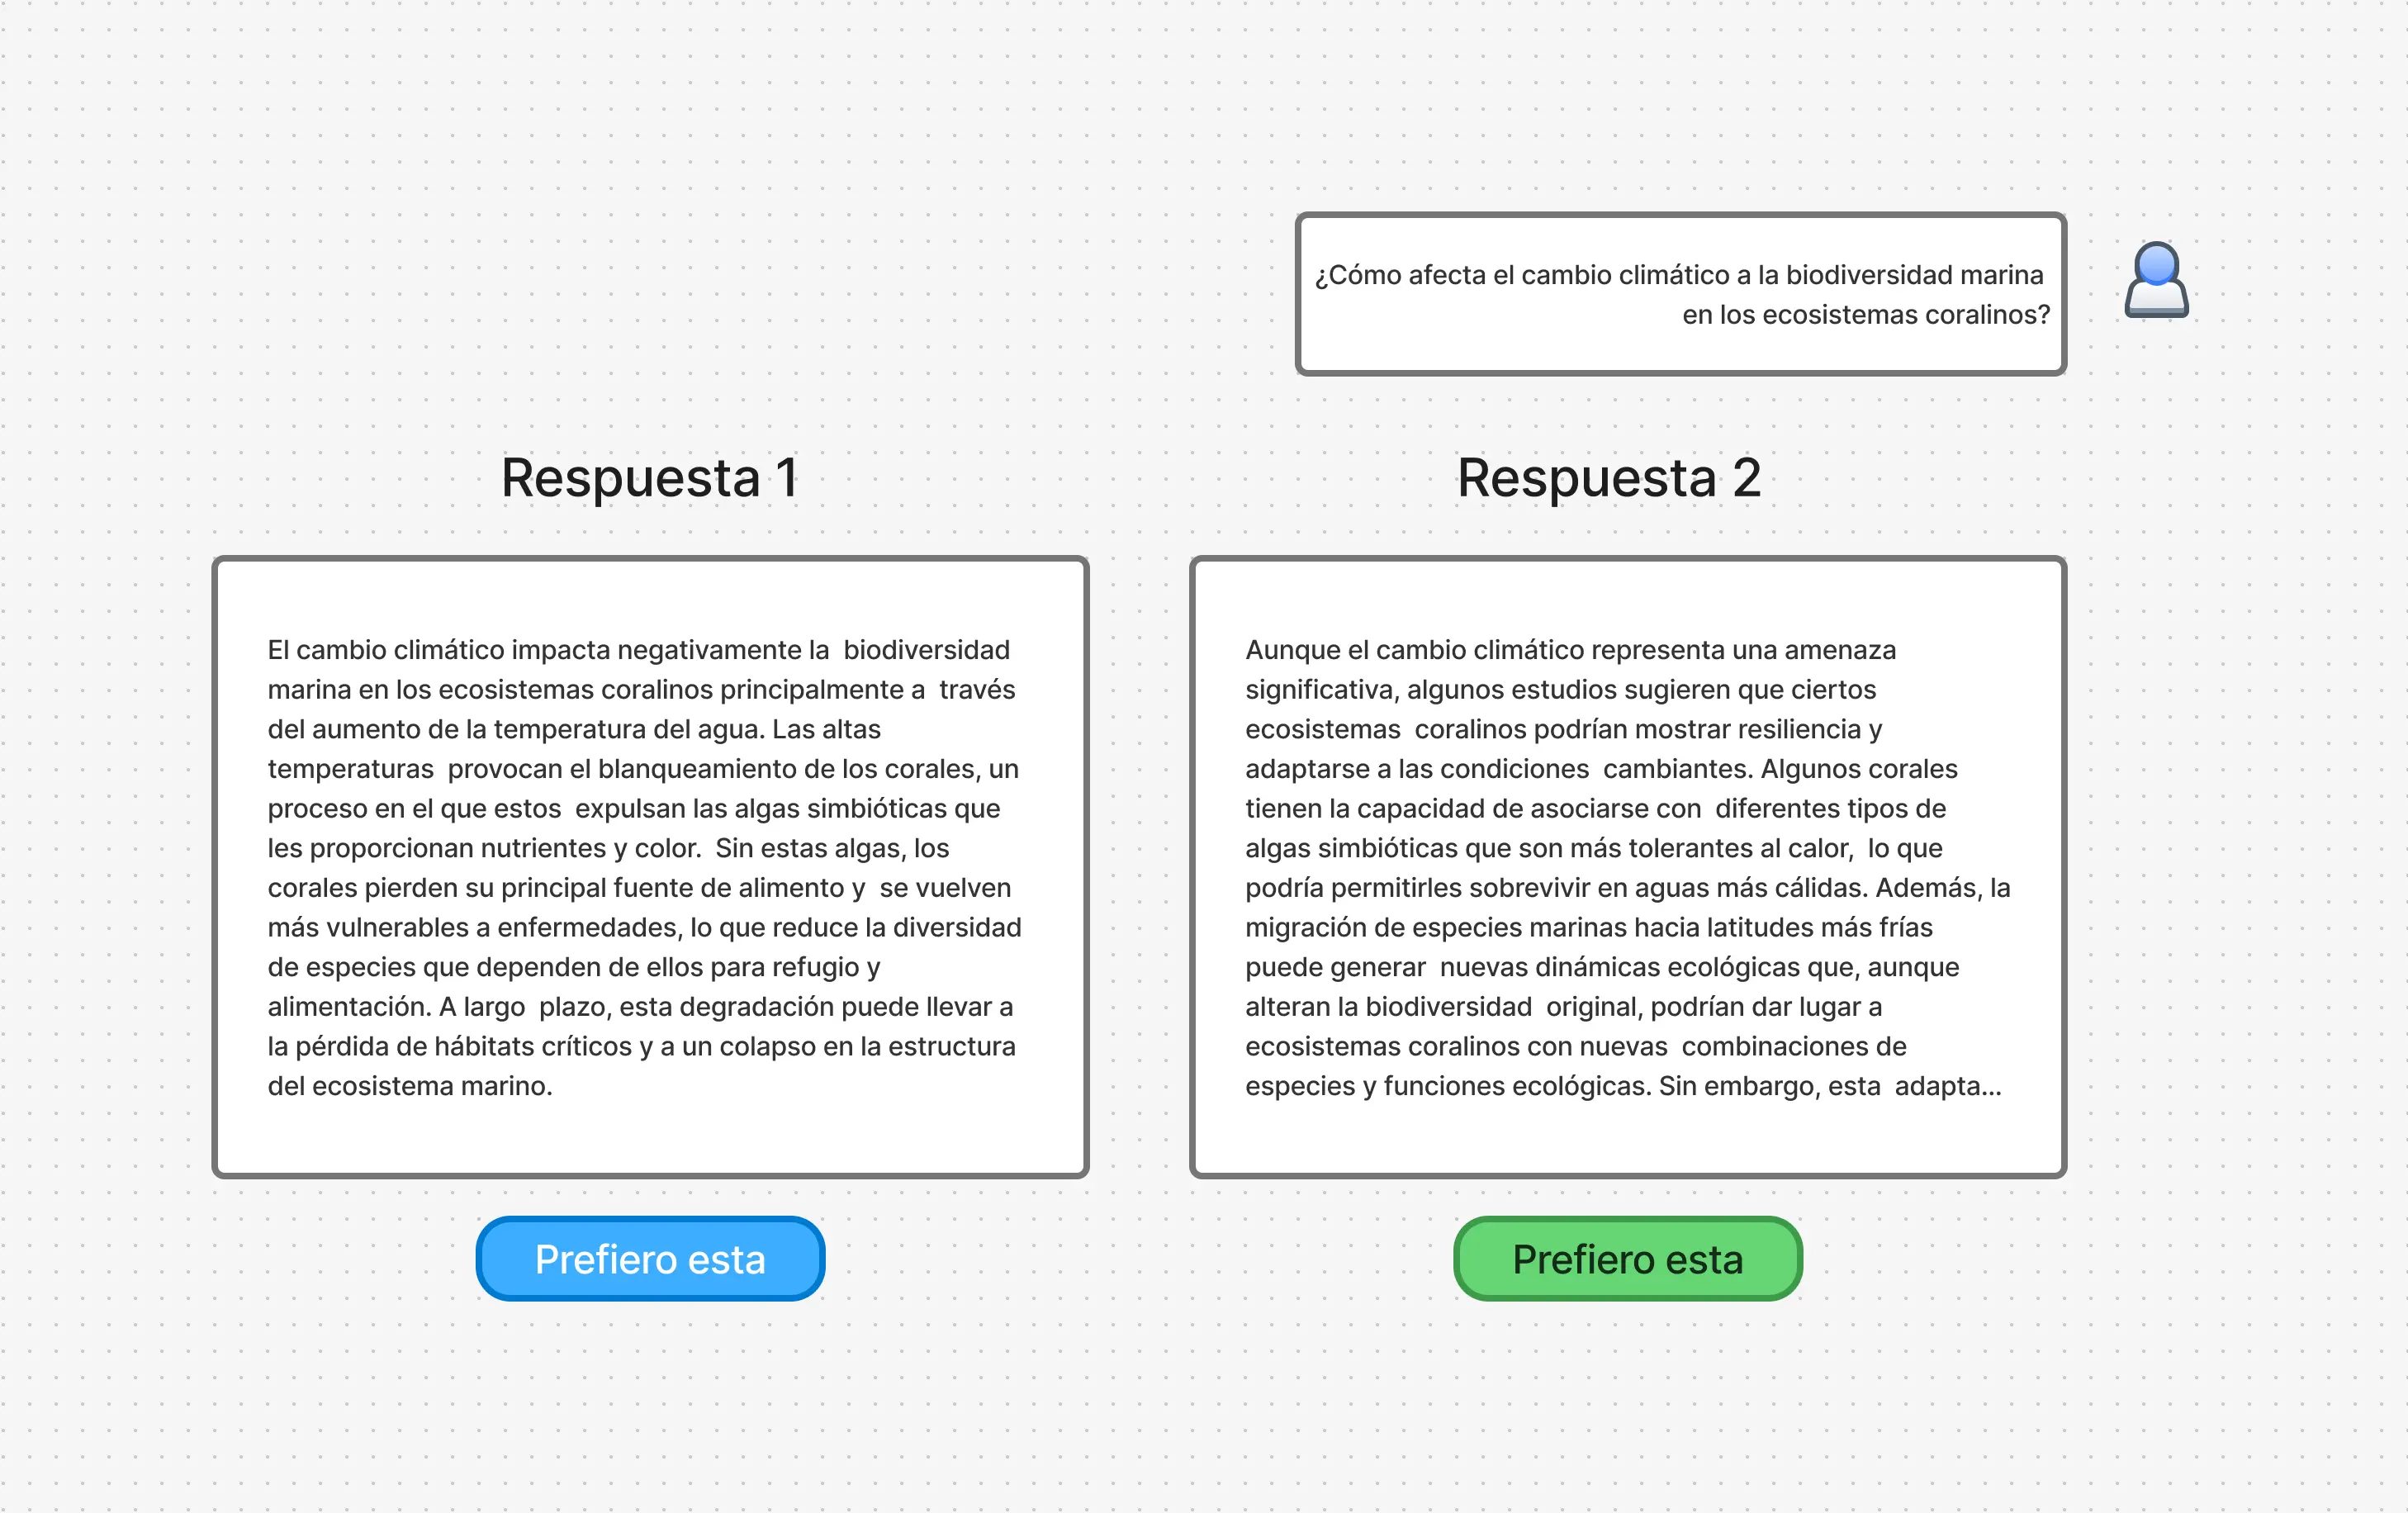 ¿Cómo afecta el cambio climático a la biodiversidad marina
en los ecosistemas coralinos?
Respuesta 1
El cambio climático impacta negativamente la  biodiversidad
marina en los ecosistemas coralinos principalmente a  través
del aumento de la temperatura del agua. Las altas
temperaturas  provocan el blanqueamiento de los corales, un
proceso en el que estos  expulsan las algas simbióticas que
les proporcionan nutrientes y color.  Sin estas algas, los
corales pierden su principal fuente de alimento y  se vuelven
más vulnerables a enfermedades, lo que reduce la diversidad
de especies que dependen de ellos para refugio y
alimentación. A largo  plazo, esta degradación puede llevar a
la pérdida de hábitats críticos y a un colapso en la estructura
del ecosistema marino.
Prefiero esta
Respuesta 2
Aunque el cambio climático representa una amenaza
significativa, algunos estudios sugieren que ciertos
ecosistemas  coralinos podrían mostrar resiliencia y
adaptarse a las condiciones  cambiantes. Algunos corales
tienen la capacidad de asociarse con  diferentes tipos de
algas simbióticas que son más tolerantes al calor,  lo que
podría permitirles sobrevivir en aguas más cálidas. Además, la
migración de especies marinas hacia latitudes más frías
puede generar  nuevas dinámicas ecológicas que, aunque
alteran la biodiversidad  original, podrían dar lugar a
ecosistemas coralinos con nuevas  combinaciones de
especies y funciones ecológicas. Sin embargo, esta  adapta...
Prefiero esta